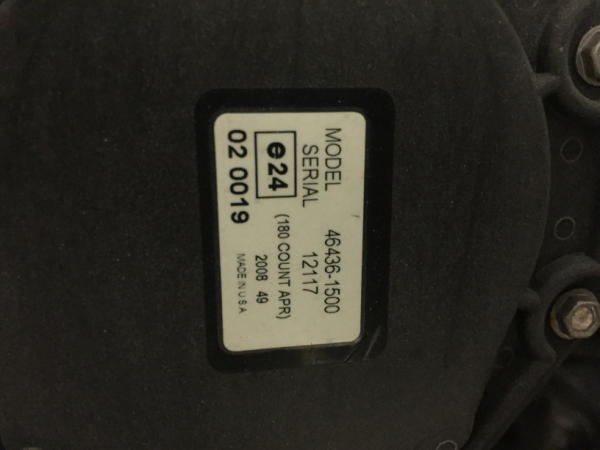 MODEL 46436-1500
SERIAL 12117
e24 (180 COUNT APR)
02 0019 2008 49
MADE IN U S A